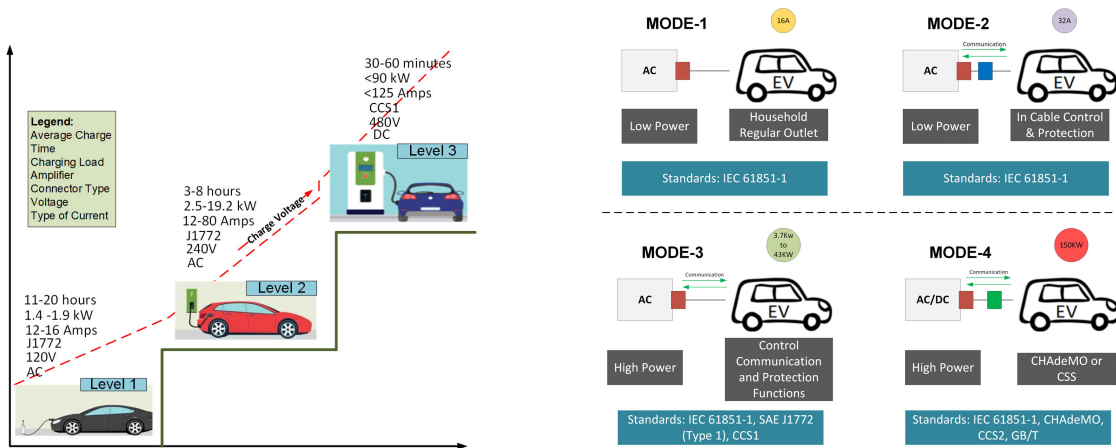 Legend:
Average Charge
Time
Charging Load
Amplifier
Connector Type
Voltage
Type of Current
11-20 hours
1.4 -1.9 kW
12-16 Amps
J1772
120V
AC
Level 1
3-8 hours
2.5-19.2 kW
12-80 Amps
J1772
240V
AC
Level 2
Charge Voltage
30-60 minutes
<90 kW
<125 Amps
CCS1
480V
DC
Level 3
MODE-1
16A
AC
EV
Low Power
Household
Regular Outlet
Standards: IEC 61851-1
MODE-2
32A
Communication
AC
EV
Low Power
In Cable Control
& Protection
Standards: IEC 61851-1
MODE-3
3.7Kw
to
43KW
Communication
AC
EV
High Power
Control
Communication
and Protection
Functions
Standards: IEC 61851-1, SAE J1772
(Type 1), CCS1
MODE-4
150KW
Communication
AC/DC
EV
High Power
CHAdeMO or
CSS
Standards: IEC 61851-1, CHAdeMO,
CCS2, GB/T